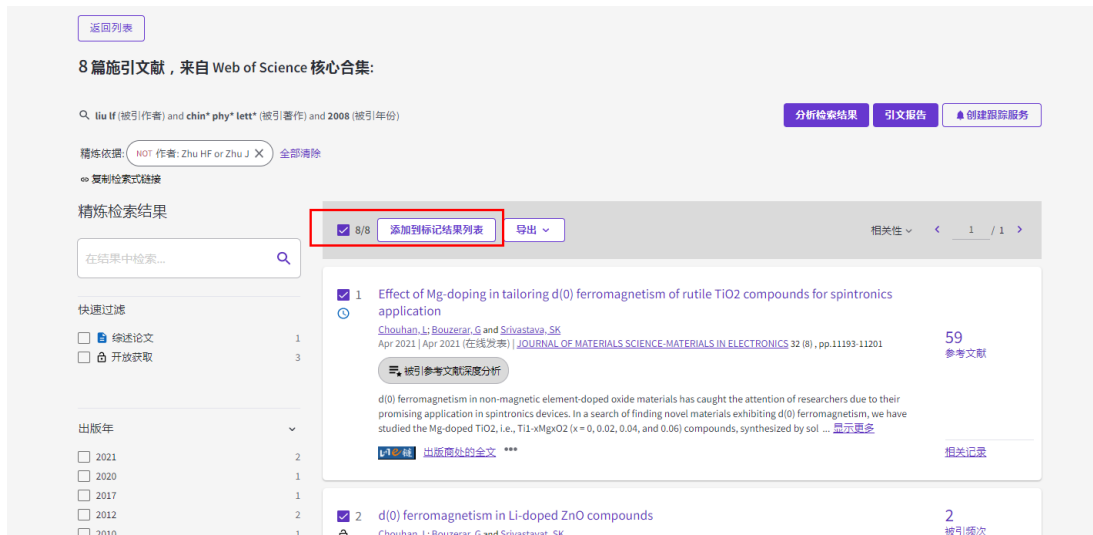 返回列表
8 篇施引文献，来自 Web of Science 核心合集:
liu lf (被引作者) and chin* phy* lett* (被引著作) and 2008 (被引年份)
分析检索结果 引文报告 创建跟踪服务
精炼依据: NOT 作者: Zhu HF or Zhu J 全部清除
复制检索式链接
精炼检索结果
8/8 添加到标记结果列表 导出 相关性 1 / 1
在结果中检索...
快速过滤
综述论文 1
开放获取 3
出版年
2021 2
2020 1
2017 1
2012 2
2010 1
1 Effect of Mg-doping in tailoring d(0) ferromagnetism of rutile TiO2 compounds for spintronics
application
Chouhan, L; Bouzerar, G and Srivastava, SK
Apr 2021 | Apr 2021 (在线发表) | JOURNAL OF MATERIALS SCIENCE-MATERIALS IN ELECTRONICS 32 (8) , pp.11193-11201
59
参考文献
被引参考文献深度分析
d(0) ferromagnetism in non-magnetic element-doped oxide materials has caught the attention of researchers due to their
promising application in spintronics devices. In a search of finding novel materials exhibiting d(0) ferromagnetism, we have
studied the Mg-doped TiO2, i.e., Ti1-xMgxO2 (x = 0, 0.02, 0.04, and 0.06) compounds, synthesized by sol ... 显示更多
出版商处的全文 •••
相关记录
2 d(0) ferromagnetism in Li-doped ZnO compounds
2
被引频次
Chouhan, L; Bouzerar, G and Srivastavat, SK